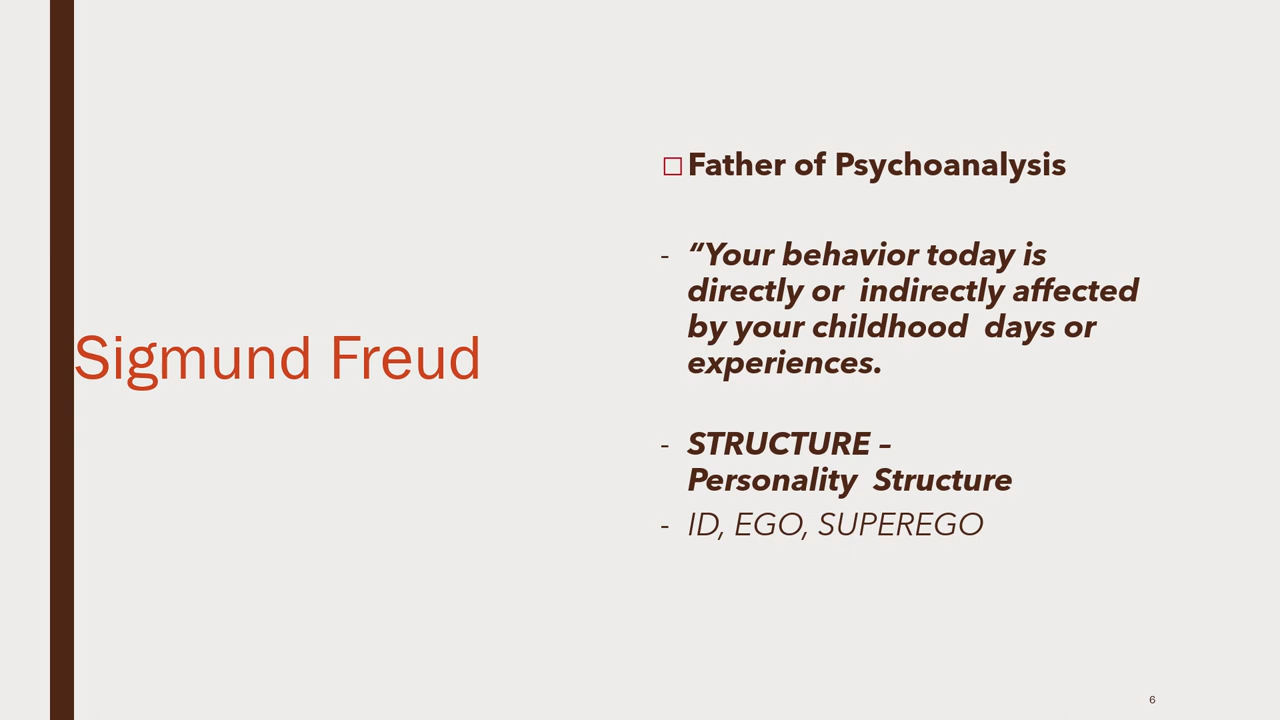 Sigmund Freud
□Father of Psychoanalysis
- “Your behavior today is
directly or  indirectly affected
by your childhood  days or
experiences.
- STRUCTURE –
Personality  Structure
- ID, EGO, SUPEREGO
6